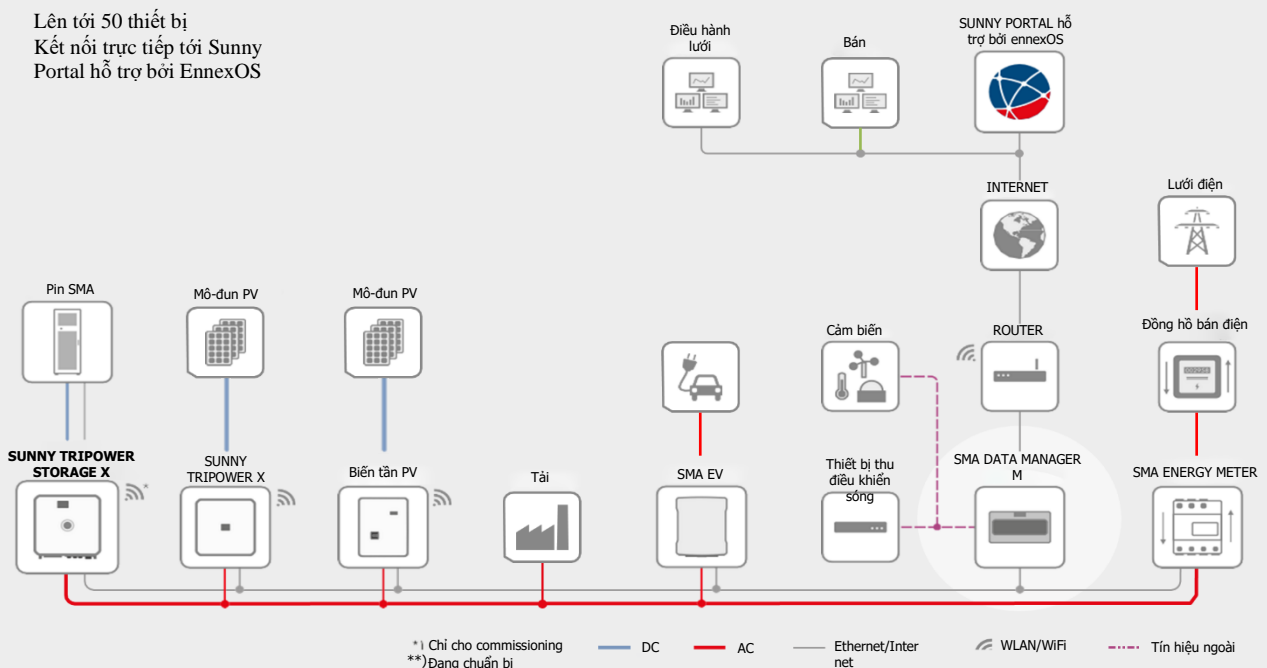 Lên tới 50 thiết bị
Kết nối trực tiếp tới Sunny
Portal hỗ trợ bởi EnnexOS
Điều hành
lưới
Bán
SUNNY PORTAL hỗ
trợ bởi ennexOS
INTERNET
Lưới điện
Pin SMA
Mô-đun PV
Mô-đun PV
Cảm biến
ROUTER
Đồng hồ bán điện
SUNNY TRIPOWER
STORAGE X
*
SUNNY
TRIPOWER X
Biến tần PV
Tải
SMA EV
Thiết bị thu
điều khiển
sóng
SMA DATA MANAGER
M
SMA ENERGY METER
*) Chỉ cho commissioning
**)Đang chuẩn bị
DC
AC
Ethernet/Inter
net
WLAN/WiFi
Tín hiệu ngoài